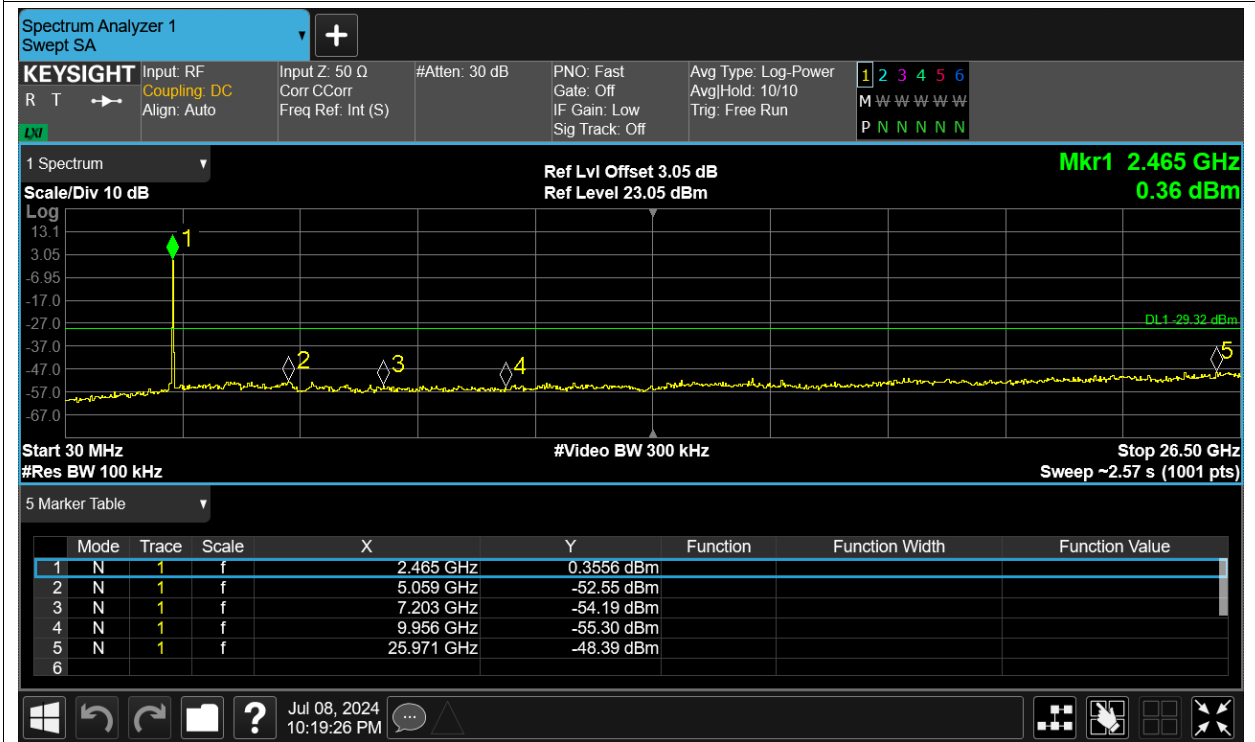 Spectrum Analyzer 1
Swept SA
+
KEYSIGHT Input: RF Input Z: 50 Ω #Atten: 30 dB PNO: Fast Avg Type: Log-Power 1 2 3 4 5 6
R T Coupling: DC Corr CCorr Gate: Off Avg|Hold: 10/10 M W W W W W
Align: Auto Freq Ref: Int (S) IF Gain: Low Trig: Free Run
LXI Sig Track: Off P N N N N N
1 Spectrum Ref Lvl Offset 3.05 dB Mkr1 2.465 GHz
Scale/Div 10 dB Ref Level 23.05 dBm 0.36 dBm
Log
13.1 1
3.05
-6.95
-17.0
-27.0 DL1 -29.32 dBm
-37.0
-47.0 2 3 4 5
-57.0
-67.0
Start 30 MHz #Video BW 300 kHz Stop 26.50 GHz
#Res BW 100 kHz Sweep ~2.57 s (1001 pts)
5 Marker Table
Mode Trace Scale X Y Function Function Width Function Value
1 N 1 f 2.465 GHz 0.3556 dBm
2 N 1 f 5.059 GHz -52.55 dBm
3 N 1 f 7.203 GHz -54.19 dBm
4 N 1 f 9.956 GHz -55.30 dBm
5 N 1 f 25.971 GHz -48.39 dBm
6
? Jul 08, 2024
10:19:26 PM